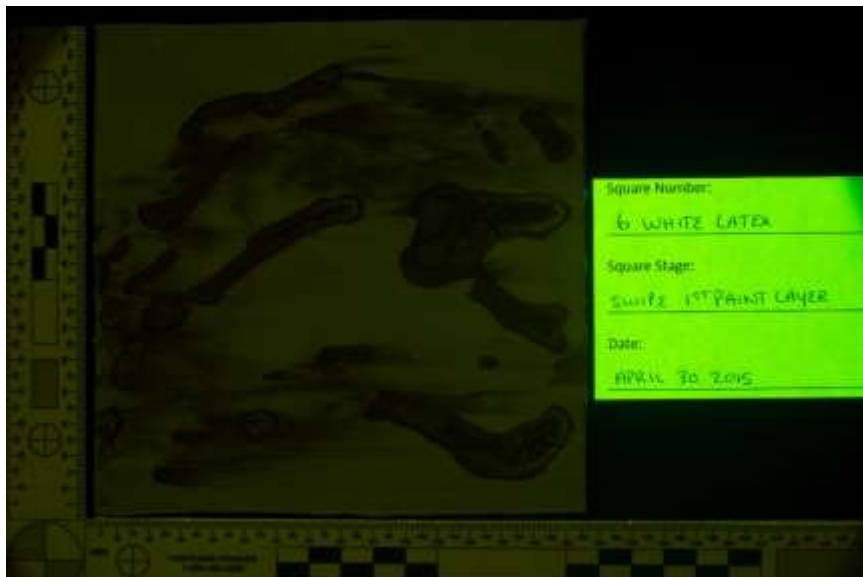 Square Number:
6 WHITE LATEX
Square Stage:
SWIPE 1ST PAINT LAYER
Date:
APRIL 30 2015